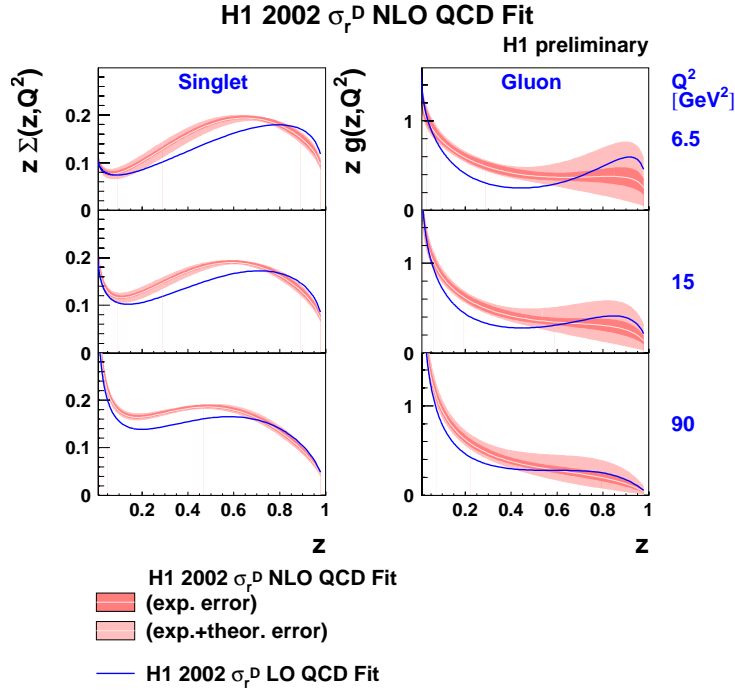 H1 2002 σr^D NLO QCD Fit
H1 preliminary
z Σ(z,Q²)
z g(z,Q²)
Singlet
Gluon
Q²
[GeV²]
0.2
0.1
0
1
0
6.5
0.2
0.1
0
1
0
15
0.2
0.1
0
1
0
90
0.2 0.4 0.6 0.8 1
0.2 0.4 0.6 0.8 1
z
z
H1 2002 σr^D NLO QCD Fit
(exp. error)
(exp.+theor. error)
H1 2002 σr^D LO QCD Fit